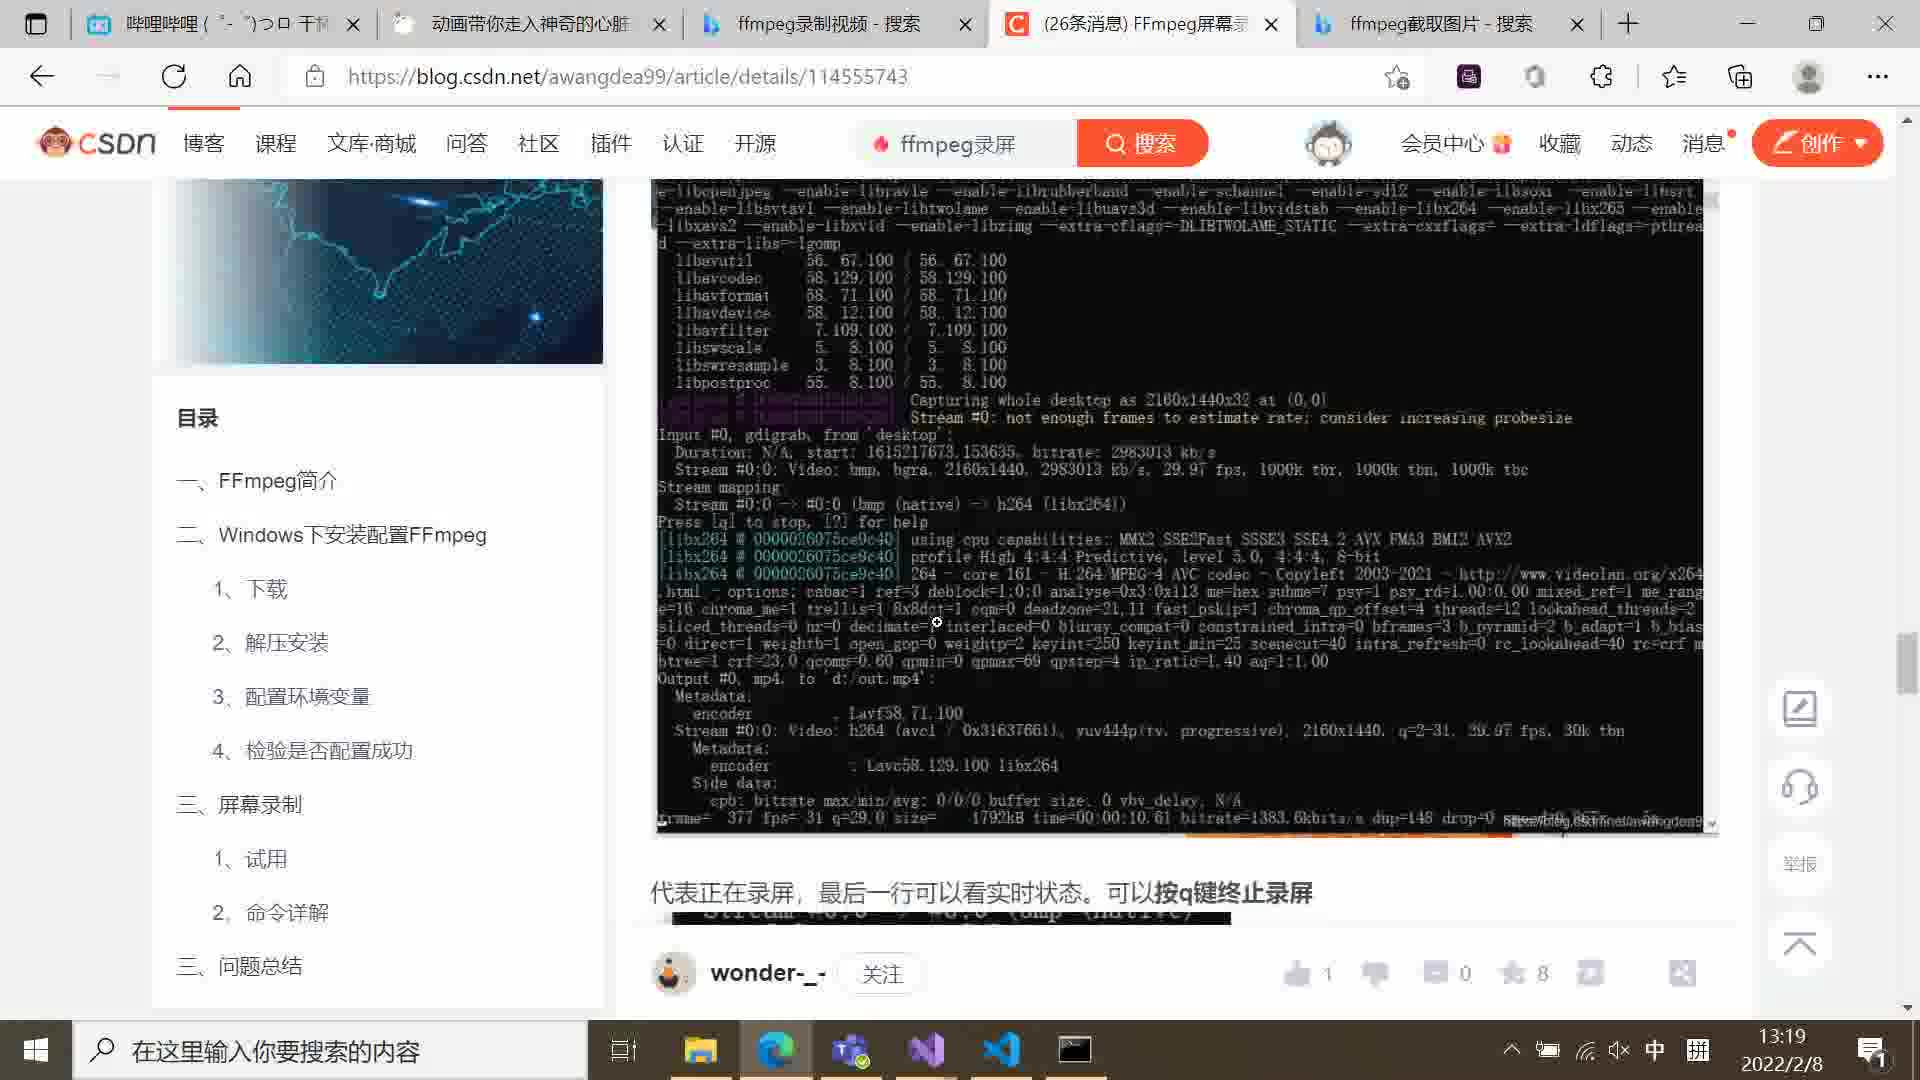 哔哩哔哩 (゜-゜)つロ 干杯
动画带你走入神奇的心脏
ffmpeg录制视频 - 搜索
(26条消息) FFmpeg屏幕录
ffmpeg截取图片 - 搜索
https://blog.csdn.net/awangdea99/article/details/114555743
CSDN
博客
课程
文库·商城
问答
社区
插件
认证
开源
ffmpeg录屏
搜索
会员中心
收藏
动态
消息
创作
目录
一、FFmpeg简介
二、Windows下安装配置FFmpeg
1、下载
2、解压安装
3、配置环境变量
4、检验是否配置成功
三、屏幕录制
1、试用
2、命令详解
三、问题总结
e-libopenjpeg --enable-librav1e --enable-librubberband --enable-schannel --enable-sdl2 --enable-libsoxr --enable-libsrt
--enable-libsvtav1 --enable-libtwolame --enable-libuavs3d --enable-libvidstab --enable-libx264 --enable-libx265 --enable
-libxavs2 --enable-libxvid --enable-libzimg --extra-cflags=-DLIBTWOLAME_STATIC --extra-cxxflags= --extra-ldflags=-pthrea
d --extra-libs=-lgomp
libavutil 56. 67.100 / 56. 67.100
libavcodec 58.129.100 / 58.129.100
libavformat 58. 71.100 / 58. 71.100
libavdevice 58. 12.100 / 58. 12.100
libavfilter 7.109.100 / 7.109.100
libswscale 5. 8.100 / 5. 8.100
libswresample 3. 8.100 / 3. 8.100
libpostproc 55. 8.100 / 55. 8.100
Capturing whole desktop as 2160x1440x32 at (0,0)
Stream #0: not enough frames to estimate rate; consider increasing probesize
Input #0, gdigrab, from 'desktop':
Duration: N/A, start: 1615217673.153635, bitrate: 2983013 kb/s
Stream #0:0: Video: bmp, bgra, 2160x1440, 2983013 kb/s, 29.97 fps, 1000k tbr, 1000k tbn, 1000k tbc
Stream mapping:
Stream #0:0 -> #0:0 (bmp (native) -> h264 (libx264))
Press [q] to stop, [?] for help
[libx264 @ 0000026075ce9c40] using cpu capabilities: MMX2 SSE2Fast SSSE3 SSE4.2 AVX FMA3 BMI2 AVX2
[libx264 @ 0000026075ce9c40] profile High 4:4:4 Predictive, level 5.0, 4:4:4, 8-bit
[libx264 @ 0000026075ce9c40] 264 - core 161 - H.264/MPEG-4 AVC codec - Copyleft 2003-2021 - http://www.videolan.org/x264
.html - options: cabac=1 ref=3 deblock=1:0:0 analyse=0x3:0x113 me=hex subme=7 psy=1 psy_rd=1.00:0.00 mixed_ref=1 me_rang
e=16 chroma_me=1 trellis=1 8x8dct=1 cqm=0 deadzone=21,11 fast_pskip=1 chroma_qp_offset=4 threads=12 lookahead_threads=2
sliced_threads=0 nr=0 decimate= interlaced=0 bluray_compat=0 constrained_intra=0 bframes=3 b_pyramid=2 b_adapt=1 b_bias
=0 direct=1 weightb=1 open_gop=0 weightp=2 keyint=250 keyint_min=25 scenecut=40 intra_refresh=0 rc_lookahead=40 rc=crf m
btree=1 crf=23.0 qcomp=0.60 qpmin=0 qpmax=69 qpstep=4 ip_ratio=1.40 aq=1:1.00
Output #0, mp4, to 'd:/out.mp4':
Metadata:
encoder : Lavf58.71.100
Stream #0:0: Video: h264 (avc1 / 0x31637661), yuv444p(tv, progressive), 2160x1440, q=2-31, 29.97 fps, 30k tbn
Metadata:
encoder : Lavc58.129.100 libx264
Side data:
cpb: bitrate max/min/avg: 0/0/0 buffer size: 0 vbv_delay: N/A
frame= 377 fps= 31 q=29.0 size= 1792kB time=00:00:10.61 bitrate=1383.6kbits/s dup=148 drop=0
代表正在录屏，最后一行可以看实时状态。可以按q键终止录屏
Stream #0:0 -> #0:0 (bmp (native)
wonder-_-
关注
1
0
8
举报
在这里输入你要搜索的内容
中
拼
13:19
2022/2/8
1